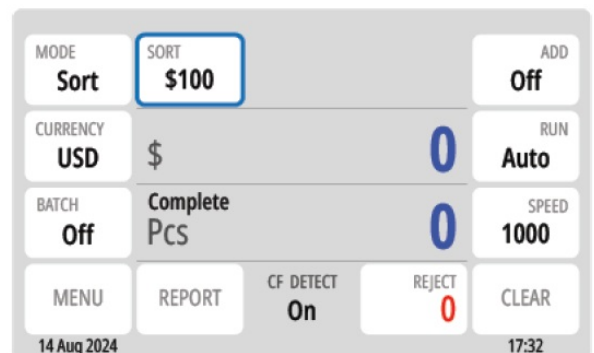 MODE
Sort
SORT
$100
ADD
Off
CURRENCY
USD
$
0
RUN
Auto
BATCH
Off
Complete
Pcs
0
SPEED
1000
MENU
REPORT
CF DETECT
On
REJECT
0
CLEAR
14 Aug 2024
17:32